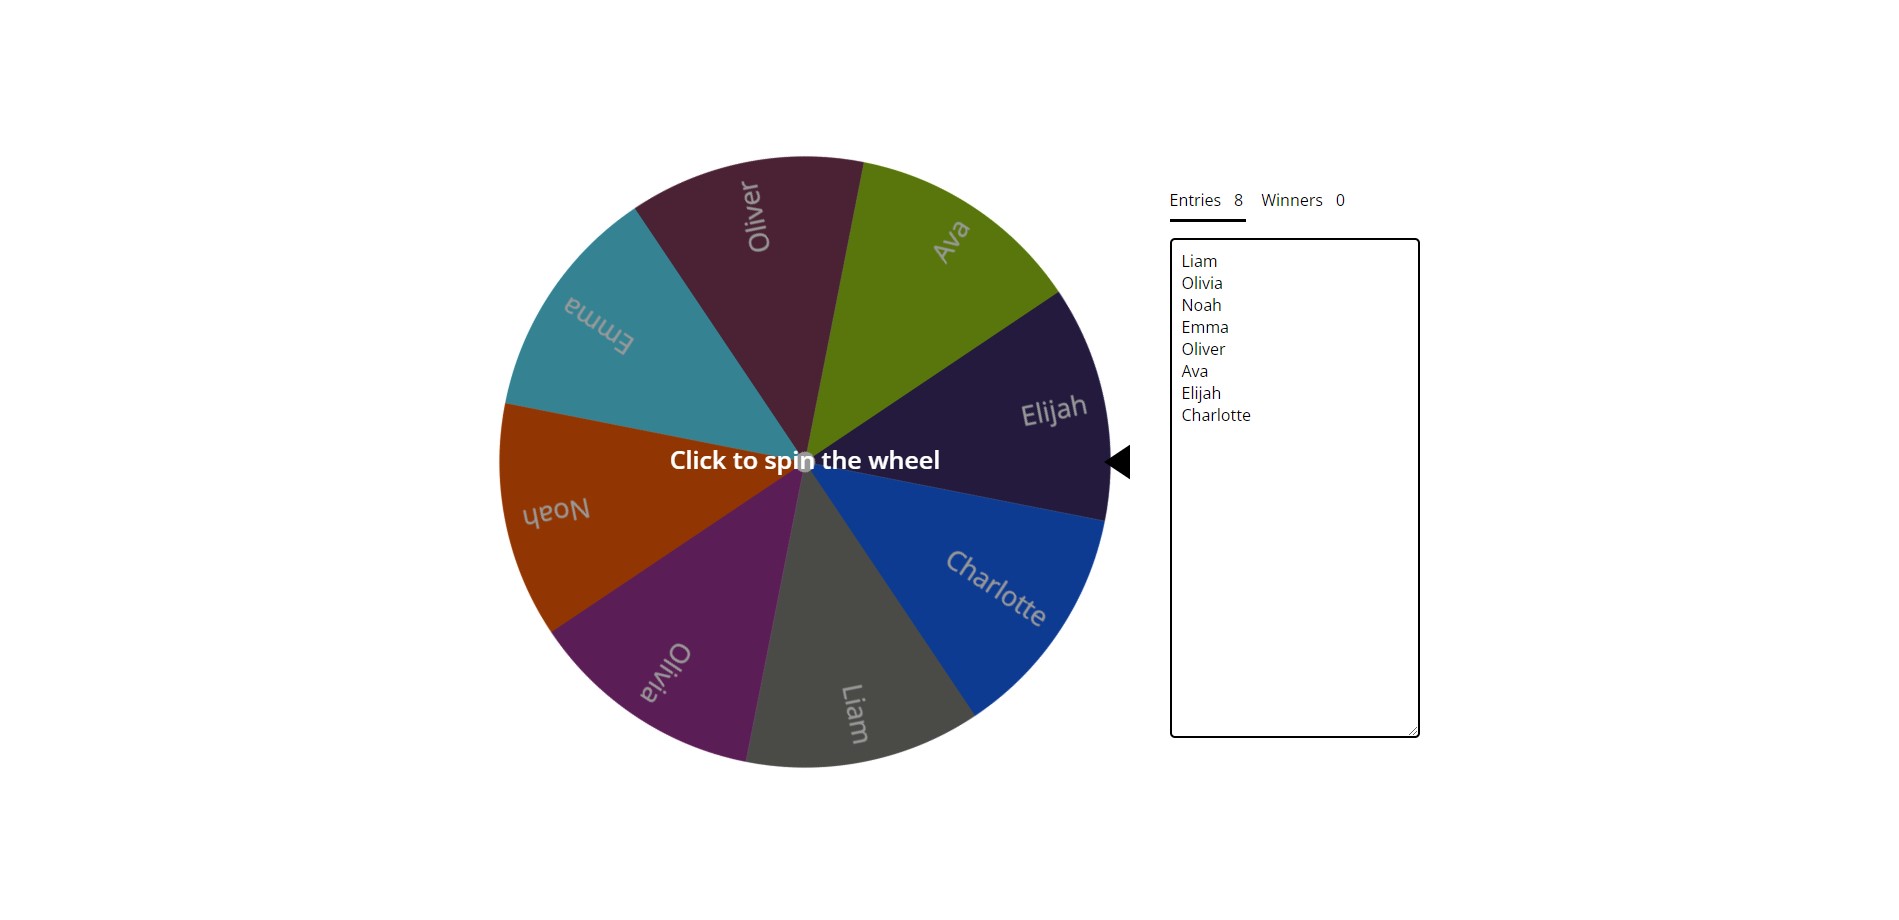 Oliver
Ava
Emma
Elijah
Click to spin the wheel
Noah
Charlotte
Olivia
Liam
Entries 8 Winners 0
Liam
Olivia
Noah
Emma
Oliver
Ava
Elijah
Charlotte